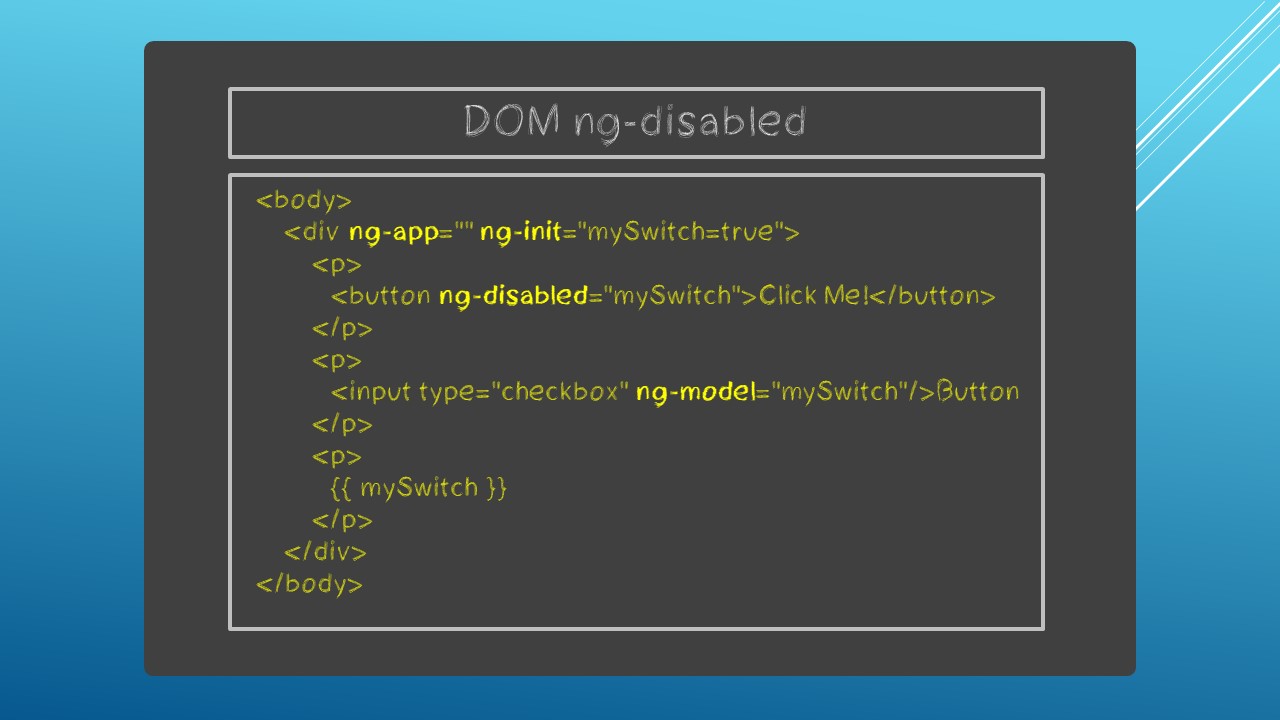 DOM ng-disabled
<body>
<div ng-app="" ng-init="mySwitch=true">
<p>
<button ng-disabled="mySwitch">Click Me!</button>
</p>
<p>
<input type="checkbox" ng-model="mySwitch"/>Button
</p>
<p>
{{ mySwitch }}
</p>
</div>
</body>